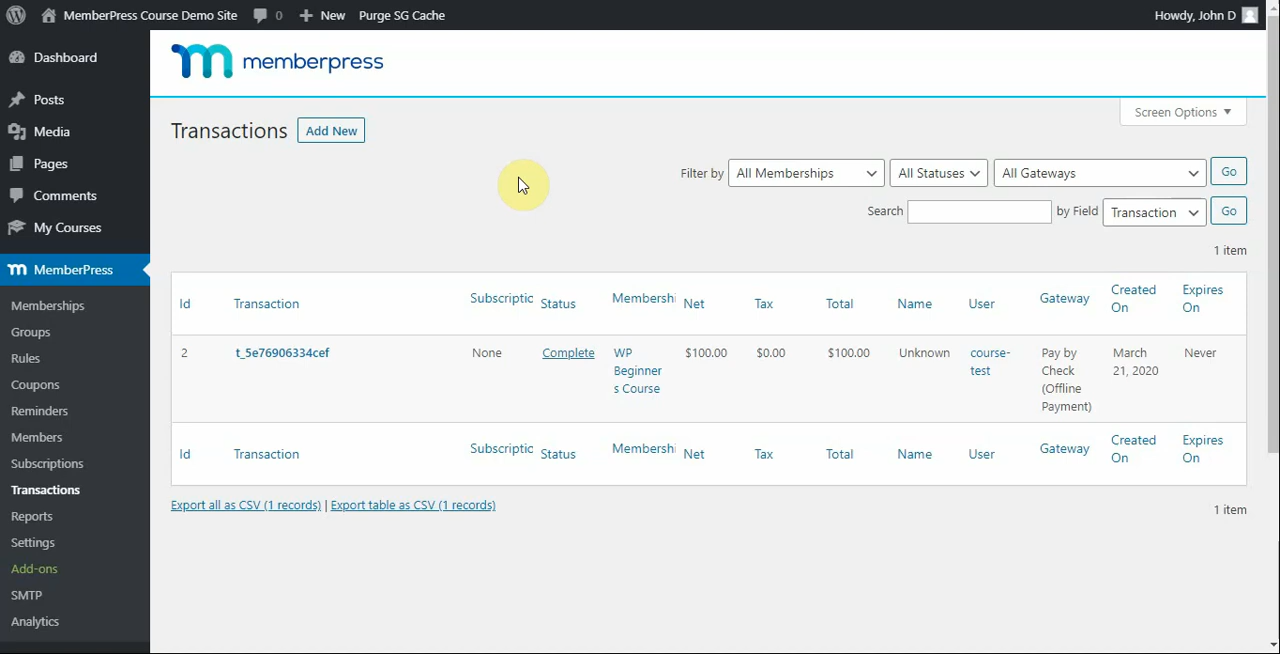 MemberPress Course Demo Site 0 New Purge SG Cache Howdy, John D
Dashboard
Posts
Media
Pages
Comments
My Courses
MemberPress
Memberships
Groups
Rules
Coupons
Reminders
Members
Subscriptions
Transactions
Reports
Settings
Add-ons
SMTP
Analytics
memberpress
Screen Options
Transactions Add New
Filter by All Memberships All Statuses All Gateways Go
Search by Field Transaction Go
1 item
Id Transaction Subscriptic Status Membershi Net Tax Total Name User Gateway Created
On Expires
On
2 t_5e76906334cef None Complete WP
Beginner
s Course $100.00 $0.00 $100.00 Unknown course-
test Pay by
Check
(Offline
Payment) March
21, 2020 Never
Id Transaction Subscriptic Status Membershi Net Tax Total Name User Gateway Created
On Expires
On
Export all as CSV (1 records) | Export table as CSV (1 records)
1 item